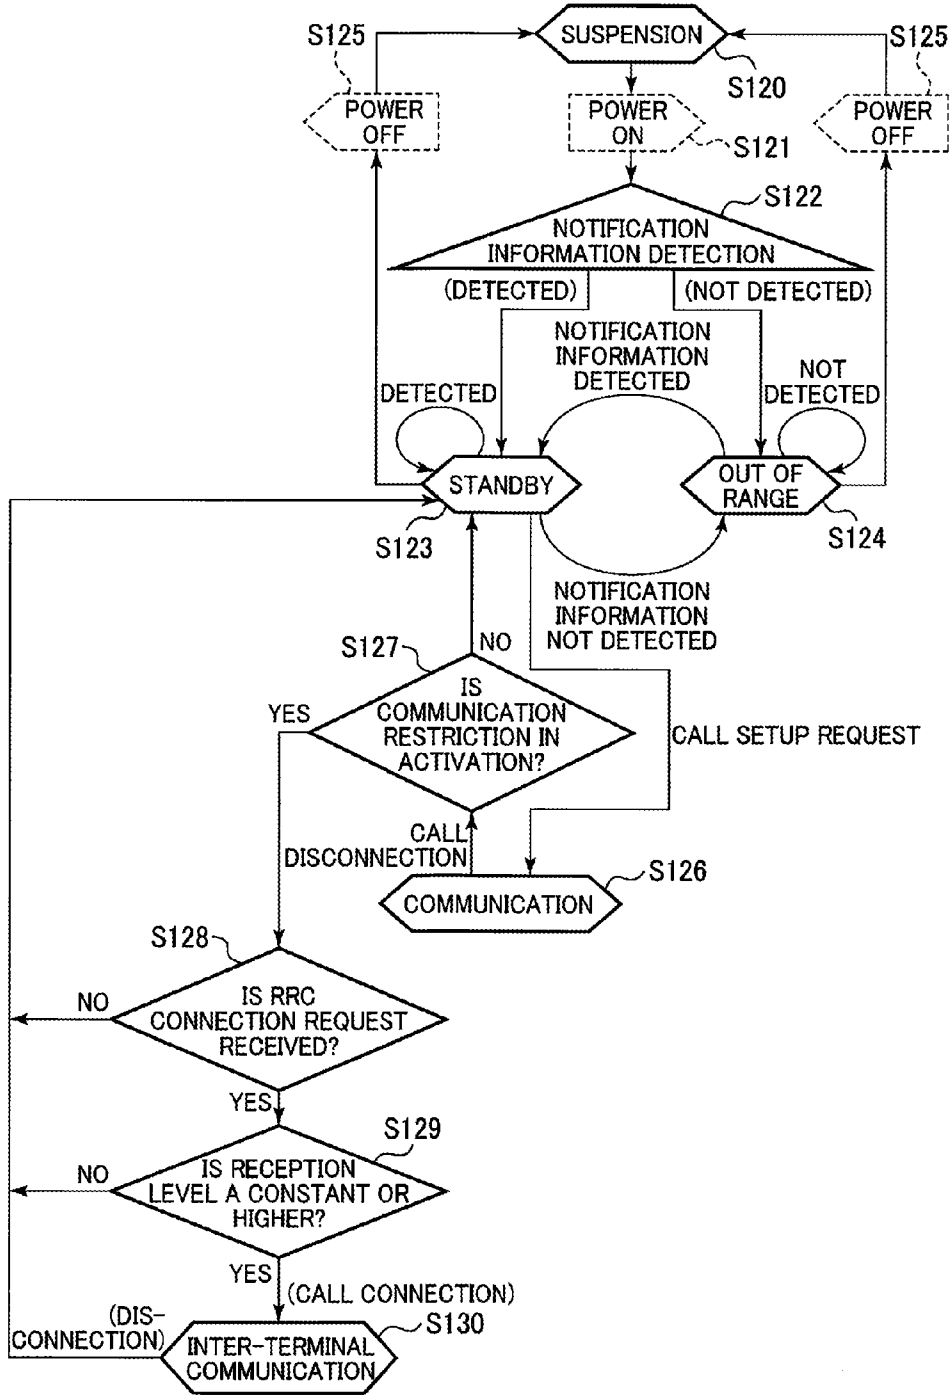 S125
SUSPENSION
S125
S120
POWER
OFF
POWER
ON
S121
POWER
OFF
S122
NOTIFICATION
INFORMATION DETECTION
(DETECTED)
(NOT DETECTED)
NOTIFICATION
INFORMATION
DETECTED
NOT
DETECTED
DETECTED
STANDBY
OUT OF
RANGE
S123
S124
NOTIFICATION
INFORMATION
NOT DETECTED
S127
NO
YES
IS
COMMUNICATION
RESTRICTION IN
ACTIVATION?
CALL SETUP REQUEST
CALL
DISCONNECTION
S126
COMMUNICATION
S128
NO
IS RRC
CONNECTION REQUEST
RECEIVED?
YES
S129
NO
IS RECEPTION
LEVEL A CONSTANT OR
HIGHER?
YES
(CALL CONNECTION)
(DIS-
CONNECTION)
S130
INTER-TERMINAL
COMMUNICATION